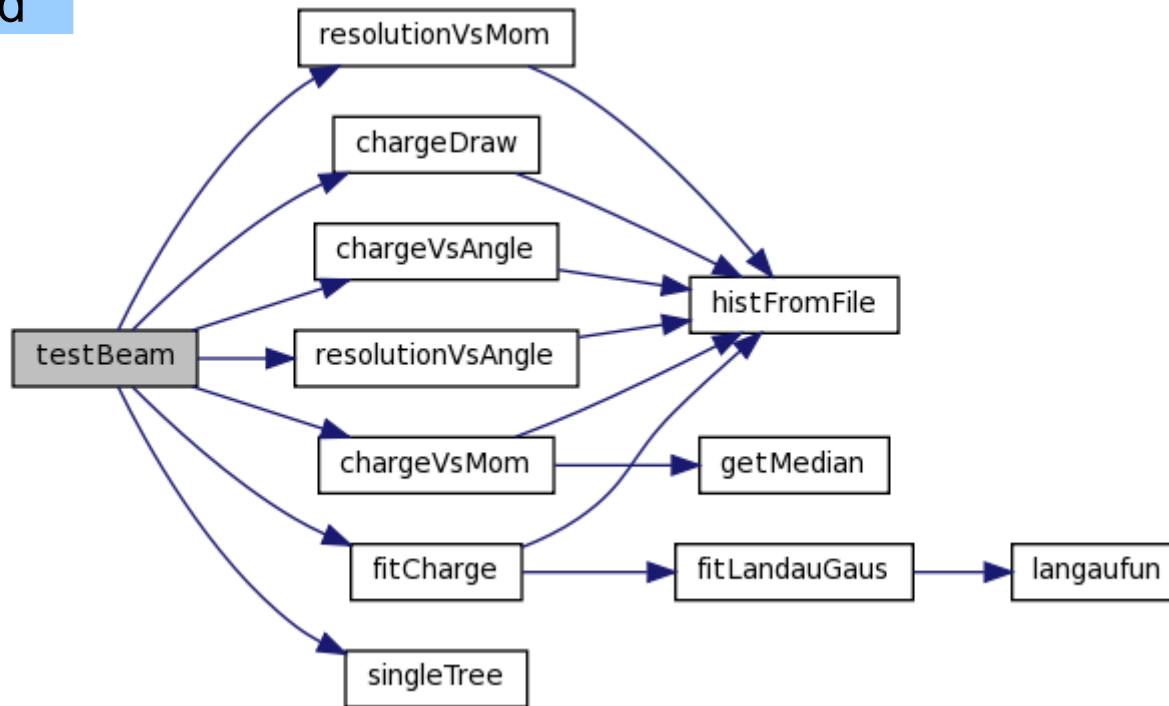 resolutionVsMom
chargeDraw
chargeVsAngle
histFromFile
testBeam
resolutionVsAngle
chargeVsMom
getMedian
fitCharge
fitLandauGaus
langaufun
singleTree